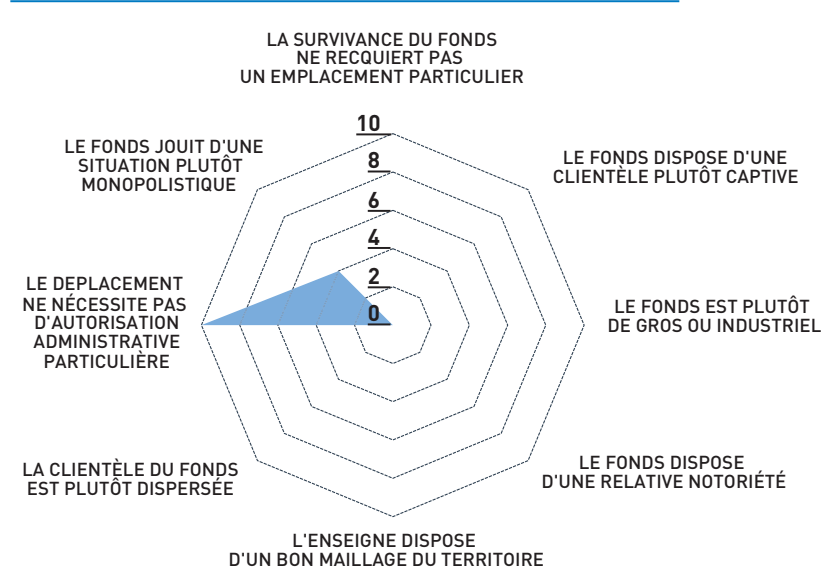 LA SURVIVANCE DU FONDS
NE RECQUIERT PAS
UN EMPLACEMENT PARTICULIER
LE FONDS JOUIT D'UNE
SITUATION PLUTÔT
MONOPOLISTIQUE
LE FONDS DISPOSE D'UNE
CLIENTÈLE PLUTÔT CAPTIVE
10
8
6
4
2
0
LE DEPLACEMENT
NE NÉCESSITE PAS
D'AUTORISATION
ADMINISTRATIVE
PARTICULIÈRE
LE FONDS EST PLUTÔT
DE GROS OU INDUSTRIEL
LA CLIENTÈLE DU FONDS
EST PLUTÔT DISPERSÉE
LE FONDS DISPOSE
D'UNE RELATIVE NOTORIÉTÉ
L'ENSEIGNE DISPOSE
D'UN BON MAILLAGE DU TERRITOIRE